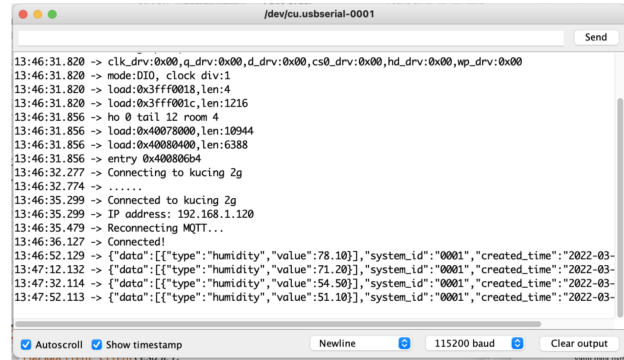 /dev/cu.usbserial-0001
Send
13:46:31.820 -> clk_drv:0x00,q_drv:0x00,d_drv:0x00,cs0_drv:0x00,hd_drv:0x00,wp_drv:0x00
13:46:31.820 -> mode:DIO, clock div:1
13:46:31.820 -> load:0x3fff0018,len:4
13:46:31.820 -> load:0x3fff001c,len:1216
13:46:31.856 -> ho 0 tail 12 room 4
13:46:31.856 -> load:0x40078000,len:10944
13:46:31.856 -> load:0x40080400,len:6388
13:46:31.856 -> entry 0x400806b4
13:46:32.277 -> Connecting to kucing 2g
13:46:32.774 -> ......
13:46:35.299 -> Connected to kucing 2g
13:46:35.299 -> IP address: 192.168.1.120
13:46:35.479 -> Reconnecting MQTT...
13:46:36.127 -> Connected!
13:46:52.129 -> {"data":[{"type":"humidity","value":78.10}],"system_id":"0001","created_time":"2022-03-
13:47:12.132 -> {"data":[{"type":"humidity","value":71.20}],"system_id":"0001","created_time":"2022-03-
13:47:32.114 -> {"data":[{"type":"humidity","value":54.50}],"system_id":"0001","created_time":"2022-03-
13:47:52.113 -> {"data":[{"type":"humidity","value":51.10}],"system_id":"0001","created_time":"2022-03-
Autoscroll Show timestamp Newline 115200 baud Clear output